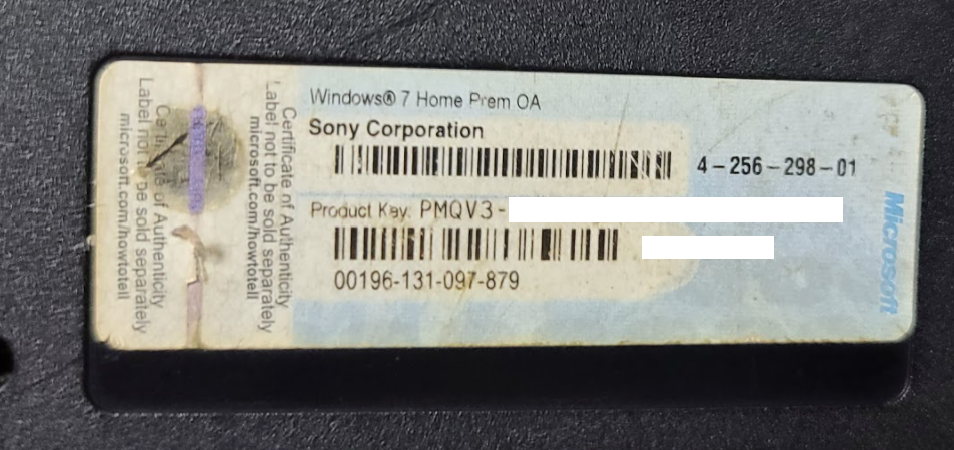 Windows® 7 Home Prem OA
Sony Corporation
4-256-298-01
Product Key: PMQV3-
00196-131-097-879
Certificate of Authenticity
Label not to be sold separately
microsoft.com/howtotell
of Authenticity
Label not be sold separately
microsoft.com/howtotell
Microsoft